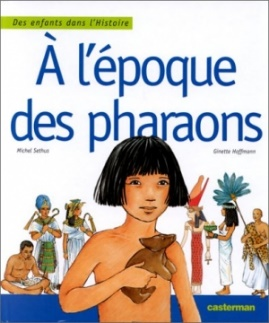 Des enfants dans l'Histoire
À l'époque
des pharaons
Michel Sethus
Ginette Hoffmann
casterman